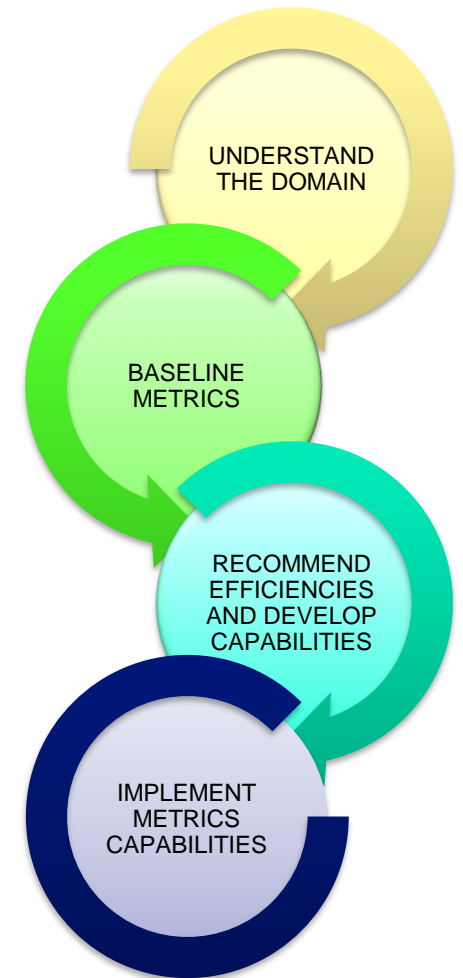 UNDERSTAND
THE DOMAIN
BASELINE
METRICS
RECOMMEND
EFFICIENCIES
AND DEVELOP
CAPABILITIES
IMPLEMENT
METRICS
CAPABILITIES